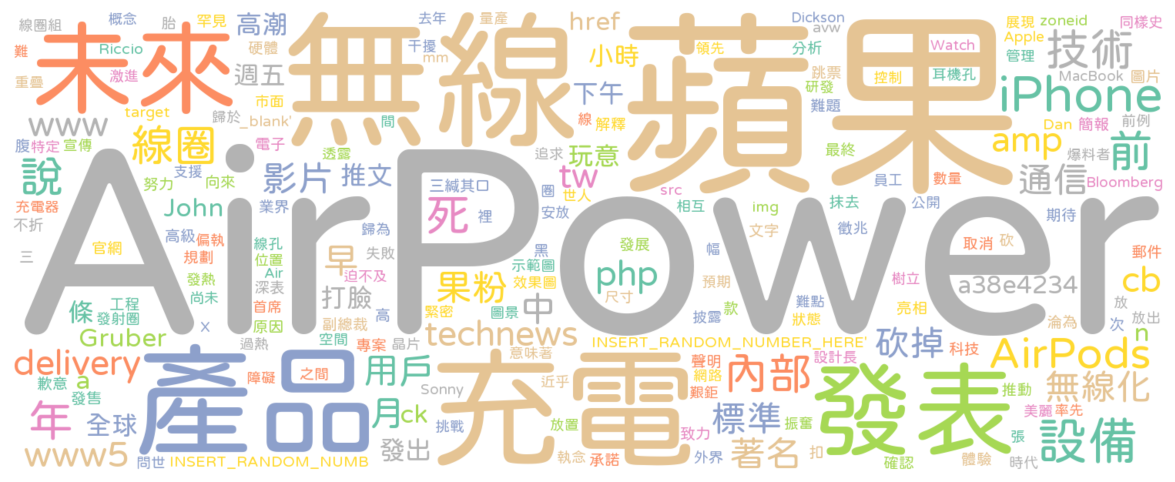 線圈組 概念 胎 罕見 高潮 去年 量產 href Dickson avw 展現 zoneid 同樣史
未來 無線 蘋果 技術
難 Riccio 硬體 干擾 mm 小時 領先 分析 Watch Apple 管理 MacBook 圖片
重疊 激進 週五 跳票 控制 耳機孔 研發
target 市面 下午 難題 iPhone
www 歸於 _blank' 間 線 解釋 amp Dan 簡報 前例
腹 特定 宣傳 線圈 電子 透露 追求 玩意 最終 爆料者 前
說 支援 影片 推文 tw 員工 數量 通信 Bloomberg
努力 向來 三緘其口 圈 世人 src 相互 img 抹去 公開
充電器 John 業界 死 裡 安放 文字 徵兆 期待
不折 高級 偏執 歸為
AirPower
三 官網 規劃 線孔 早 失敗 黑 發展 幅 取消 砍 郵件
位置 示範圖
發熱 Air 迫不及 果粉 效果圖 php 預期 樹立 a38e4234 cb
尚未 深表 打臉 中 尺寸 款 難點 亮相 放
條 工程 首席 高 緊密 圖景 淪為 放出
發射圈 x 原因 副總裁 披露 狀態 次
Gruber 過熱 空間 專案 晶片 technews INSERT_RANDOM_NUMBER_HERE' 砍掉 科技 n
delivery 產品 之間 用戶 意味著 充電 聲明 設計長 AirPods
歉意 a 障礙 Sonny 近乎 網路 內部 發表 推動 無線化
發售 艱鉅
年 全球 月 ck 挑戰 放置 標準 振奮 美麗 率先
www5 發出 致力 著名 扣 張 設備
問世 INSERT_RANDOM_NUMB 執念 承諾 外界 確認 體驗 時代